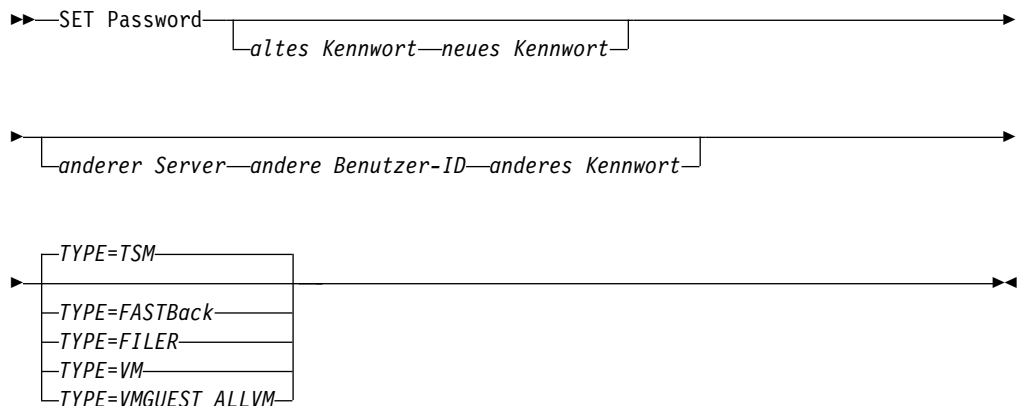 SET Password
altes Kennwort neues Kennwort
anderer Server andere Benutzer-ID anderes Kennwort
TYPE=TSM
TYPE=FASTBack
TYPE=FILER
TYPE=VM
TYPE=VMGUEST ALLVM